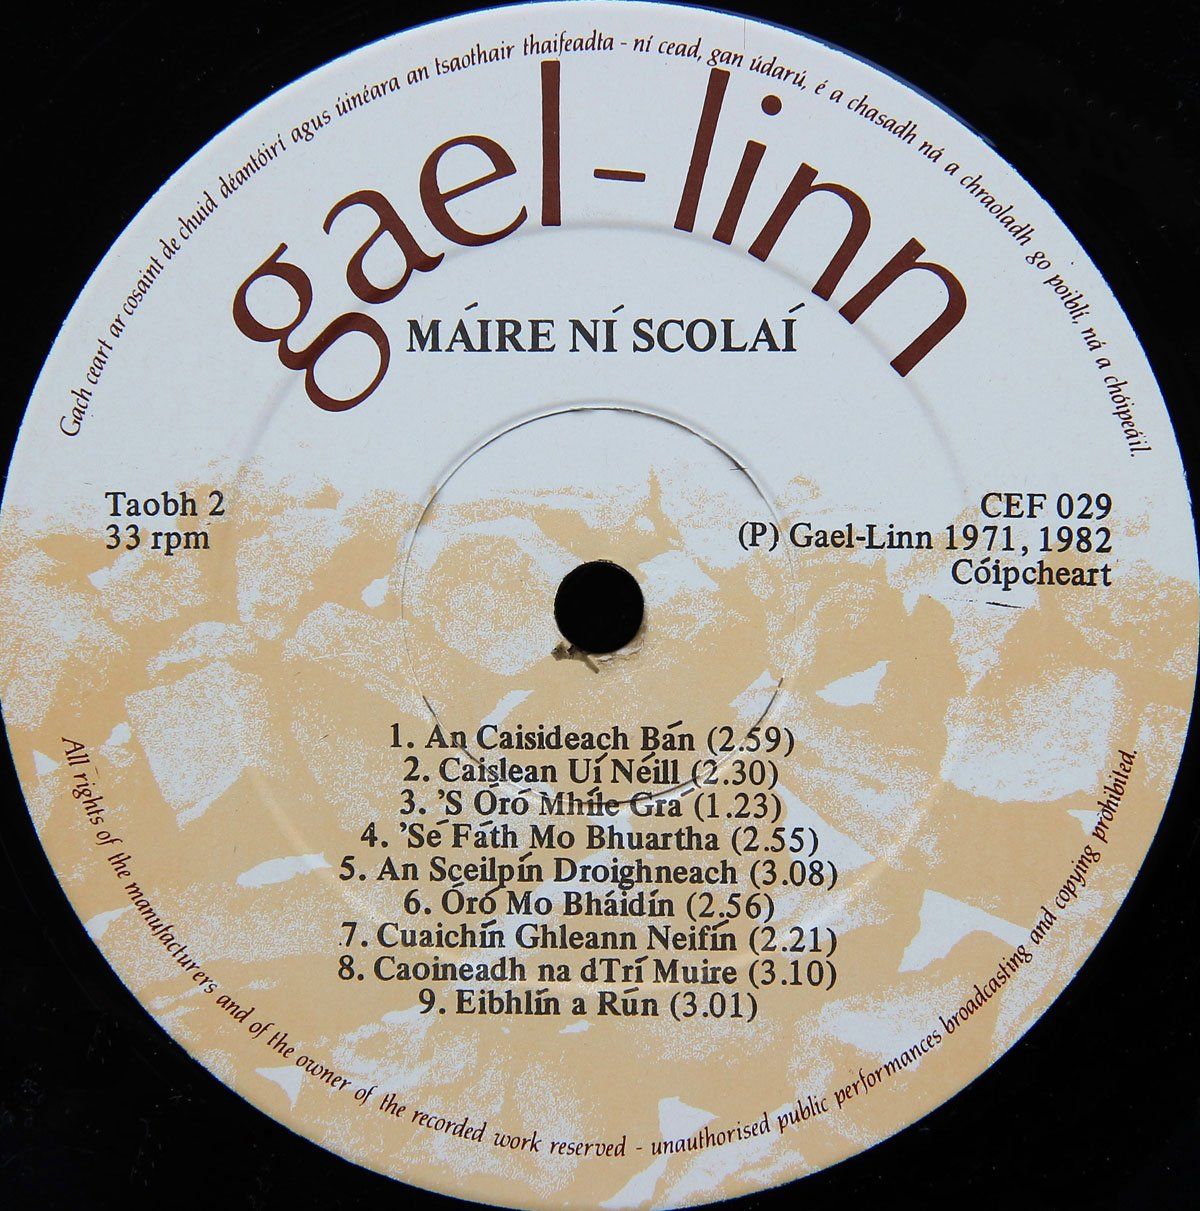 Gach ceart ar cosaint de chuid déantóirí agus úinéara an tsaothair thaifeadta - ní cead, gan údarú, é a chasadh ná a chraoladh go poiblí, ná a chóipeáil.
gael-linn
MÁIRE NÍ SCOLAÍ
Taobh 2
33 rpm
CEF 029
(P) Gael-Linn 1971, 1982
Cóipcheart
1. An Caisideach Bán (2.59)
2. Caislean Uí Néill (2.30)
3. 'S Óró Mhíle Grá (1.23)
4. 'Sé Fáth Mo Bhuartha (2.55)
5. An Sceilpín Droighneach (3.08)
6. Óró Mo Bháidín (2.56)
7. Cuaichín Ghleann Neifín (2.21)
8. Caoineadh na dTrí Muire (3.10)
9. Eibhlín a Rún (3.01)
All rights of the manufacturers and of the owner of the recorded work reserved - unauthorised public performances broadcasting and copying prohibited.